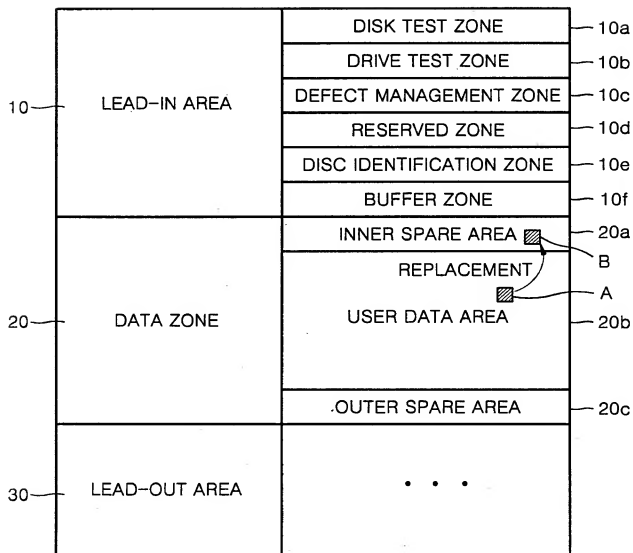 DISK TEST ZONE 10a
DRIVE TEST ZONE 10b
10 LEAD-IN AREA DEFECT MANAGEMENT ZONE 10c
RESERVED ZONE 10d
DISC IDENTIFICATION ZONE 10e
BUFFER ZONE 10f
INNER SPARE AREA 20a
B
REPLACEMENT
A
20 DATA ZONE USER DATA AREA 20b
OUTER SPARE AREA 20c
30 LEAD-OUT AREA . . .